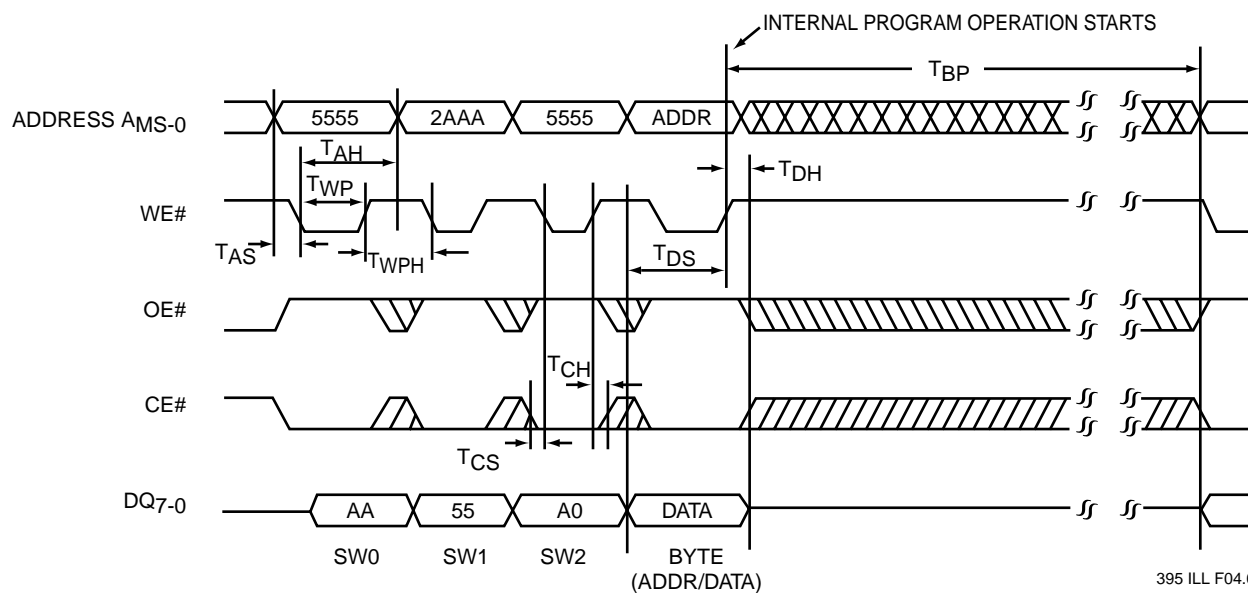 INTERNAL PROGRAM OPERATION STARTS
TBP
ADDRESS AMS-0
5555
2AAA
5555
ADDR
TAH
TDH
TWP
WE#
TAS
TWPH
TDS
OE#
TCH
CE#
TCS
DQ7-0
AA
55
A0
DATA
SW0
SW1
SW2
BYTE
(ADDR/DATA)
395 ILL F04.